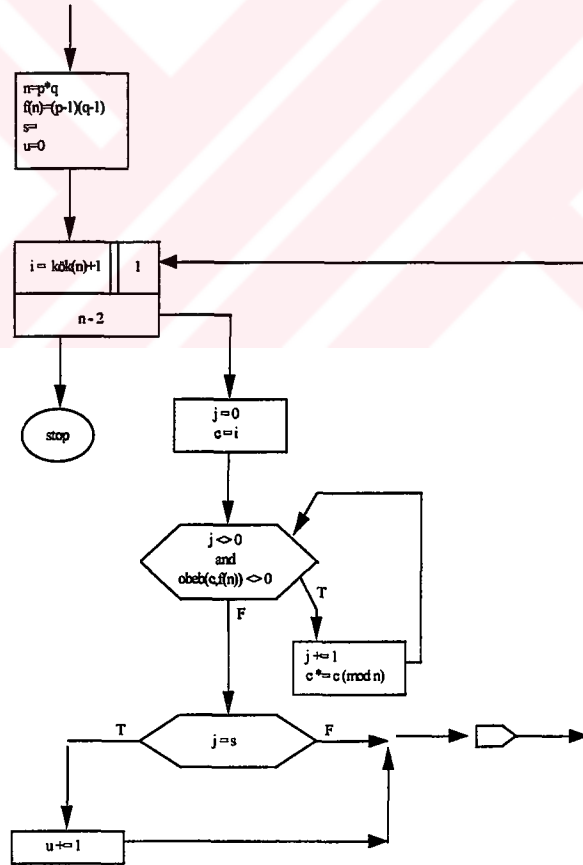 n=p*q
f(n)=(p-1)(q-1)
s=
u=0
i = kök(n)+1
1
n - 2
stop
j = 0
c = i
j <> 0
and
obeb(c,f(n)) <> 0
T
F
j += 1
c *= c (mod n)
T
j = s
F
u += 1